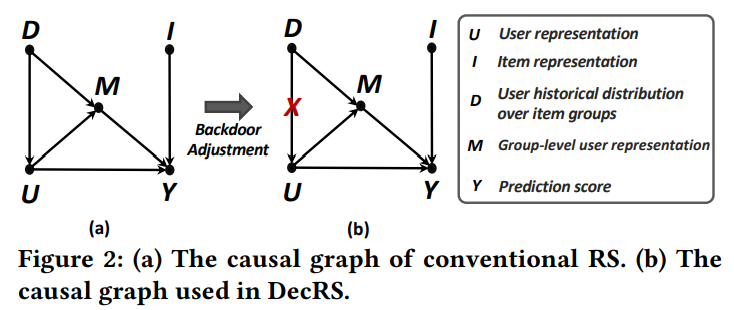 D
I
M
U
Y
(a)
Backdoor
Adjustment
D
I
X
M
U
Y
(b)
U User representation
I Item representation
D User historical distribution
over item groups
M Group-level user representation
Y Prediction score
Figure 2: (a) The causal graph of conventional RS. (b) The
causal graph used in DecRS.